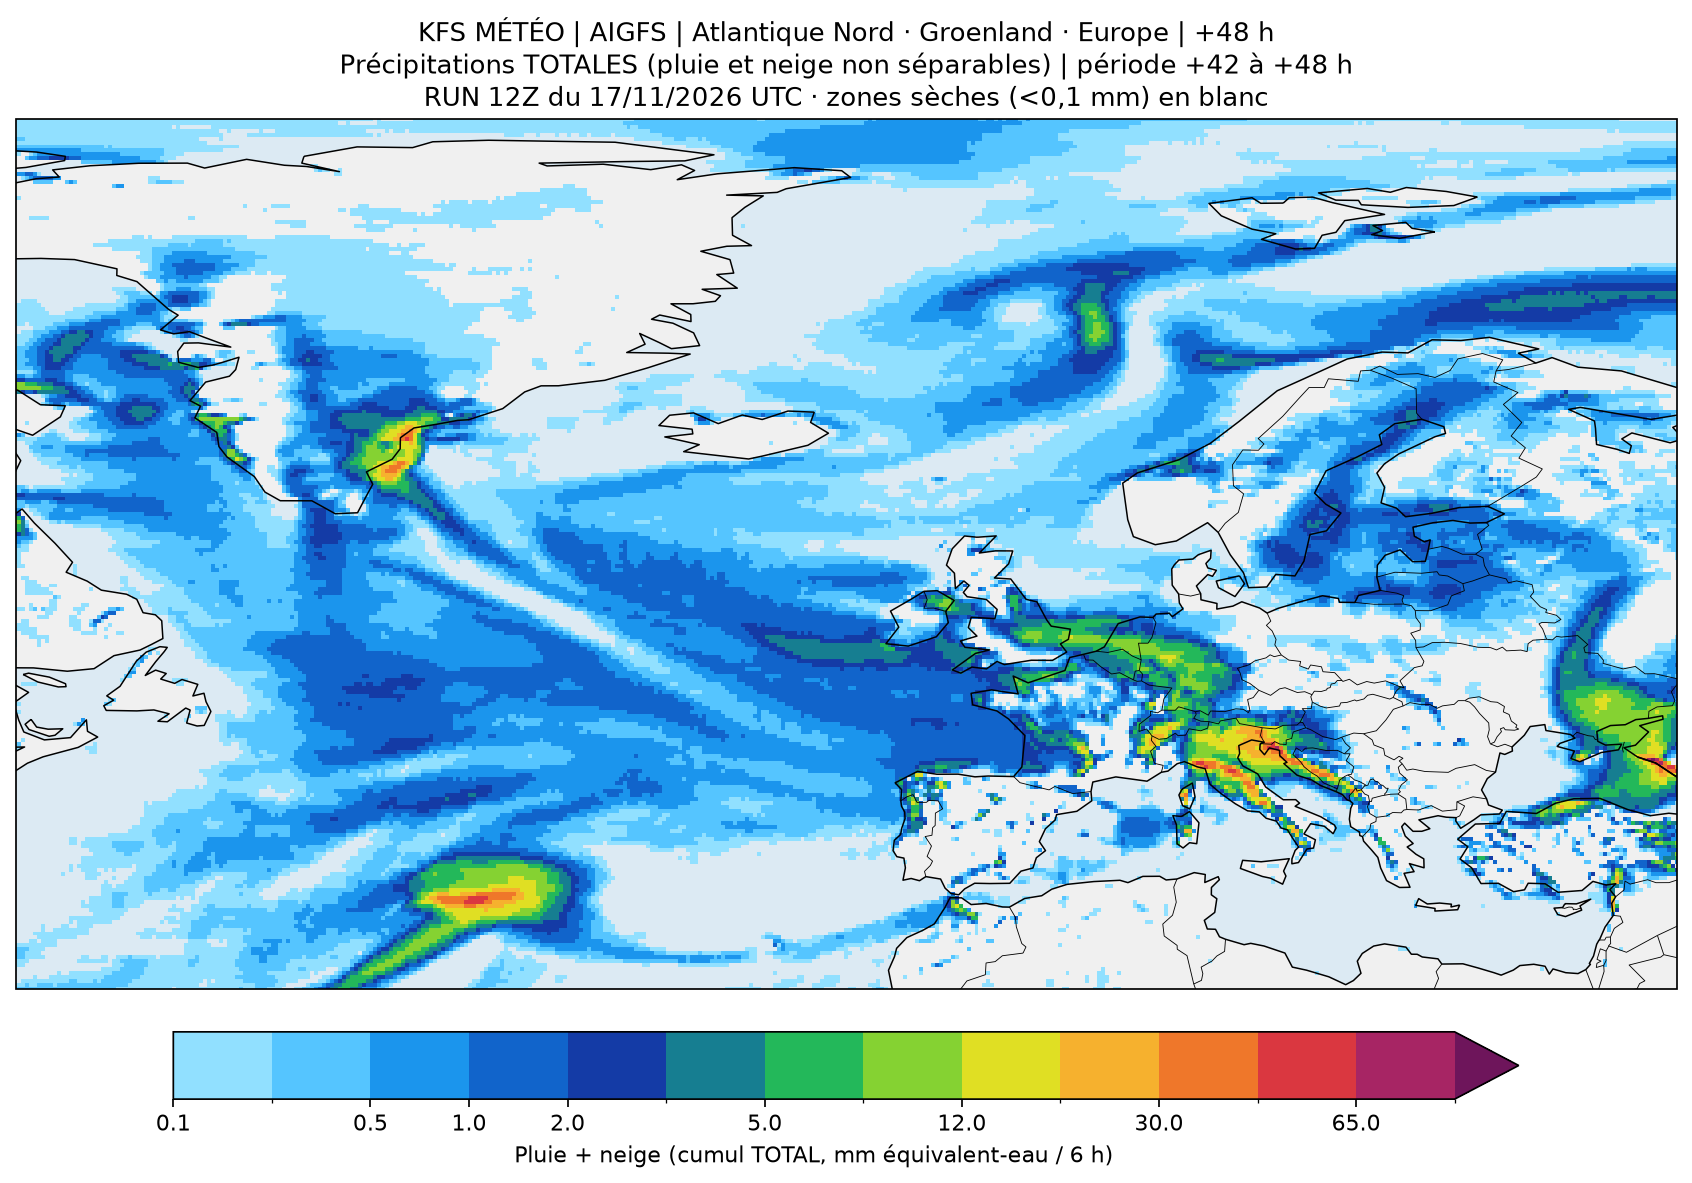 KFS MÉTÉO | AIGFS | Atlantique Nord · Groenland · Europe | +48 h
Précipitations TOTALES (pluie et neige non séparables) | période +42 à +48 h
RUN 12Z du 17/11/2026 UTC · zones sèches (<0,1 mm) en blanc
0.1 0.5 1.0 2.0 5.0 12.0 30.0 65.0
Pluie + neige (cumul TOTAL, mm équivalent-eau / 6 h)